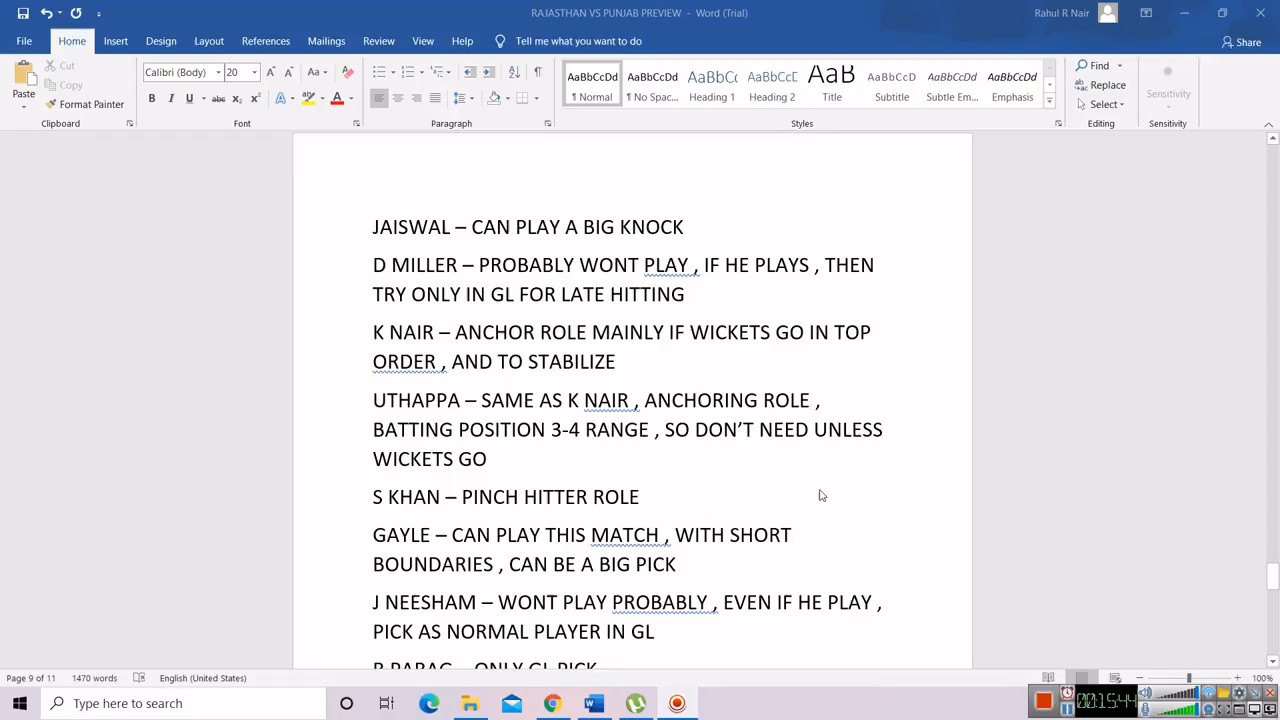 RAJASTHAN VS PUNJAB PREVIEW - Word (Trial)
Rahul R Nair
File Home Insert Design Layout References Mailings Review View Help Tell me what you want to do Share
Cut
Copy
Format Painter
Paste
Clipboard
Calibri (Body) 20
Font
Paragraph
AaBbCcDd AaBbCcDd AaBbCc AaBbCcD AaB AaBbCcD AaBbCcDd AaBbCcDd
¶ Normal ¶ No Spac... Heading 1 Heading 2 Title Subtitle Subtle Em... Emphasis
Styles
Find
Replace
Select
Editing
Sensitivity
Sensitivity
JAISWAL – CAN PLAY A BIG KNOCK
D MILLER – PROBABLY WONT PLAY , IF HE PLAYS , THEN
TRY ONLY IN GL FOR LATE HITTING
K NAIR – ANCHOR ROLE MAINLY IF WICKETS GO IN TOP
ORDER , AND TO STABILIZE
UTHAPPA – SAME AS K NAIR , ANCHORING ROLE ,
BATTING POSITION 3-4 RANGE , SO DON’T NEED UNLESS
WICKETS GO
S KHAN – PINCH HITTER ROLE
GAYLE – CAN PLAY THIS MATCH , WITH SHORT
BOUNDARIES , CAN BE A BIG PICK
J NEESHAM – WONT PLAY PROBABLY , EVEN IF HE PLAY ,
PICK AS NORMAL PLAYER IN GL
R PARAG – ONLY GL PICK
Page 9 of 11 1470 words English (United States) 100%
Type here to search
00:15:44